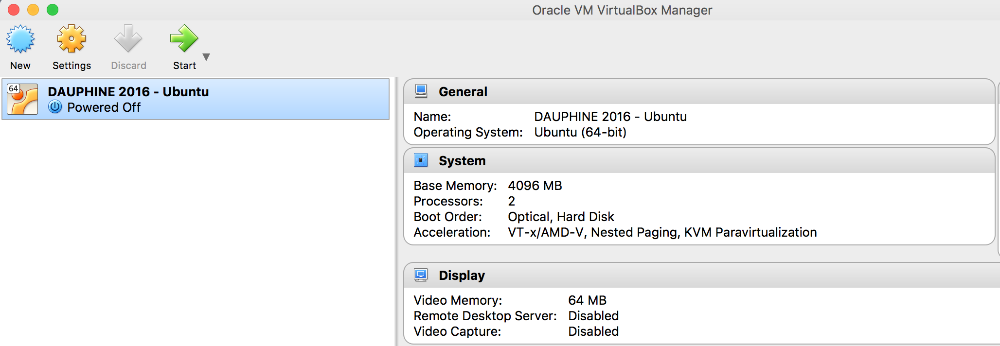 Oracle VM VirtualBox Manager
New Settings Discard Start
64
DAUPHINE 2016 - Ubuntu
Powered Off
General
Name: DAUPHINE 2016 - Ubuntu
Operating System: Ubuntu (64-bit)
System
Base Memory: 4096 MB
Processors: 2
Boot Order: Optical, Hard Disk
Acceleration: VT-x/AMD-V, Nested Paging, KVM Paravirtualization
Display
Video Memory: 64 MB
Remote Desktop Server: Disabled
Video Capture: Disabled